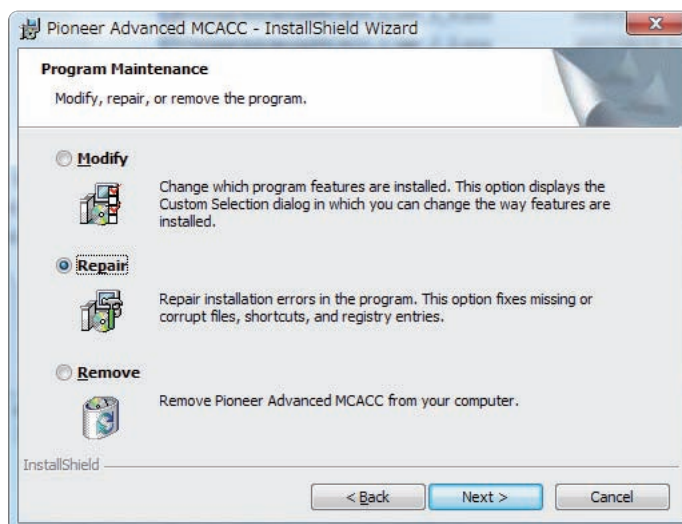 Pioneer Advanced MCACC - InstallShield Wizard
Program Maintenance
Modify, repair, or remove the program.
Modify
Change which program features are installed. This option displays the
Custom Selection dialog in which you can change the way features are
installed.
Repair
Repair installation errors in the program. This option fixes missing or
corrupt files, shortcuts, and registry entries.
Remove
Remove Pioneer Advanced MCACC from your computer.
InstallShield
< Back
Next >
Cancel